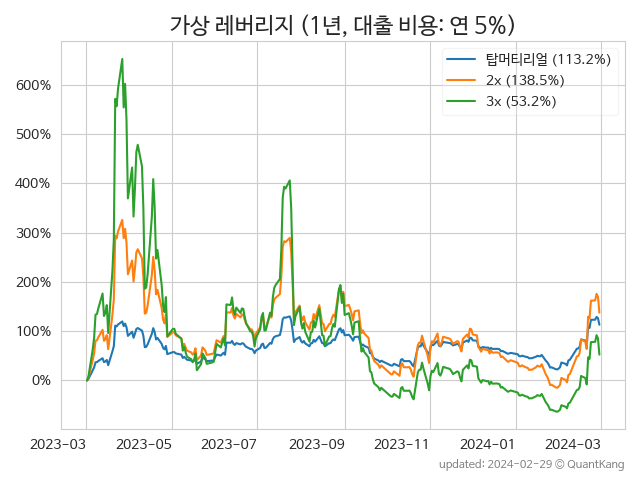 가상 레버리지 (1년, 대출 비용: 연 5%)
탑머티리얼 (113.2%)
2x (138.5%)
3x (53.2%)
600%
500%
400%
300%
200%
100%
0%
2023-03 2023-05 2023-07 2023-09 2023-11 2024-01 2024-03
updated: 2024-02-29 © QuantKang